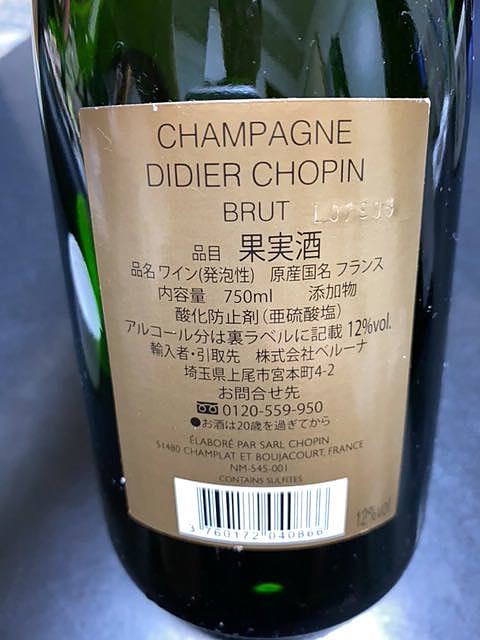 CHAMPAGNE
DIDIER CHOPIN
BRUT
品目 果実酒
品名 ワイン(発泡性) 原産国名 フランス
内容量 750ml 添加物
酸化防止剤（亜硫酸塩）
アルコール分は裏ラベルに記載 12%vol.
輸入者・引取先 株式会社ベルーナ
埼玉県上尾市宮本町4-2
お問合せ先
0120-559-950
●お酒は20歳を過ぎてから
ÉLABORÉ PAR SARL CHOPIN
51480 CHAMPLAT ET BOUJACOURT, FRANCE
NM-545-001
CONTAINS SULFITES
3 760172 040866
12%vol